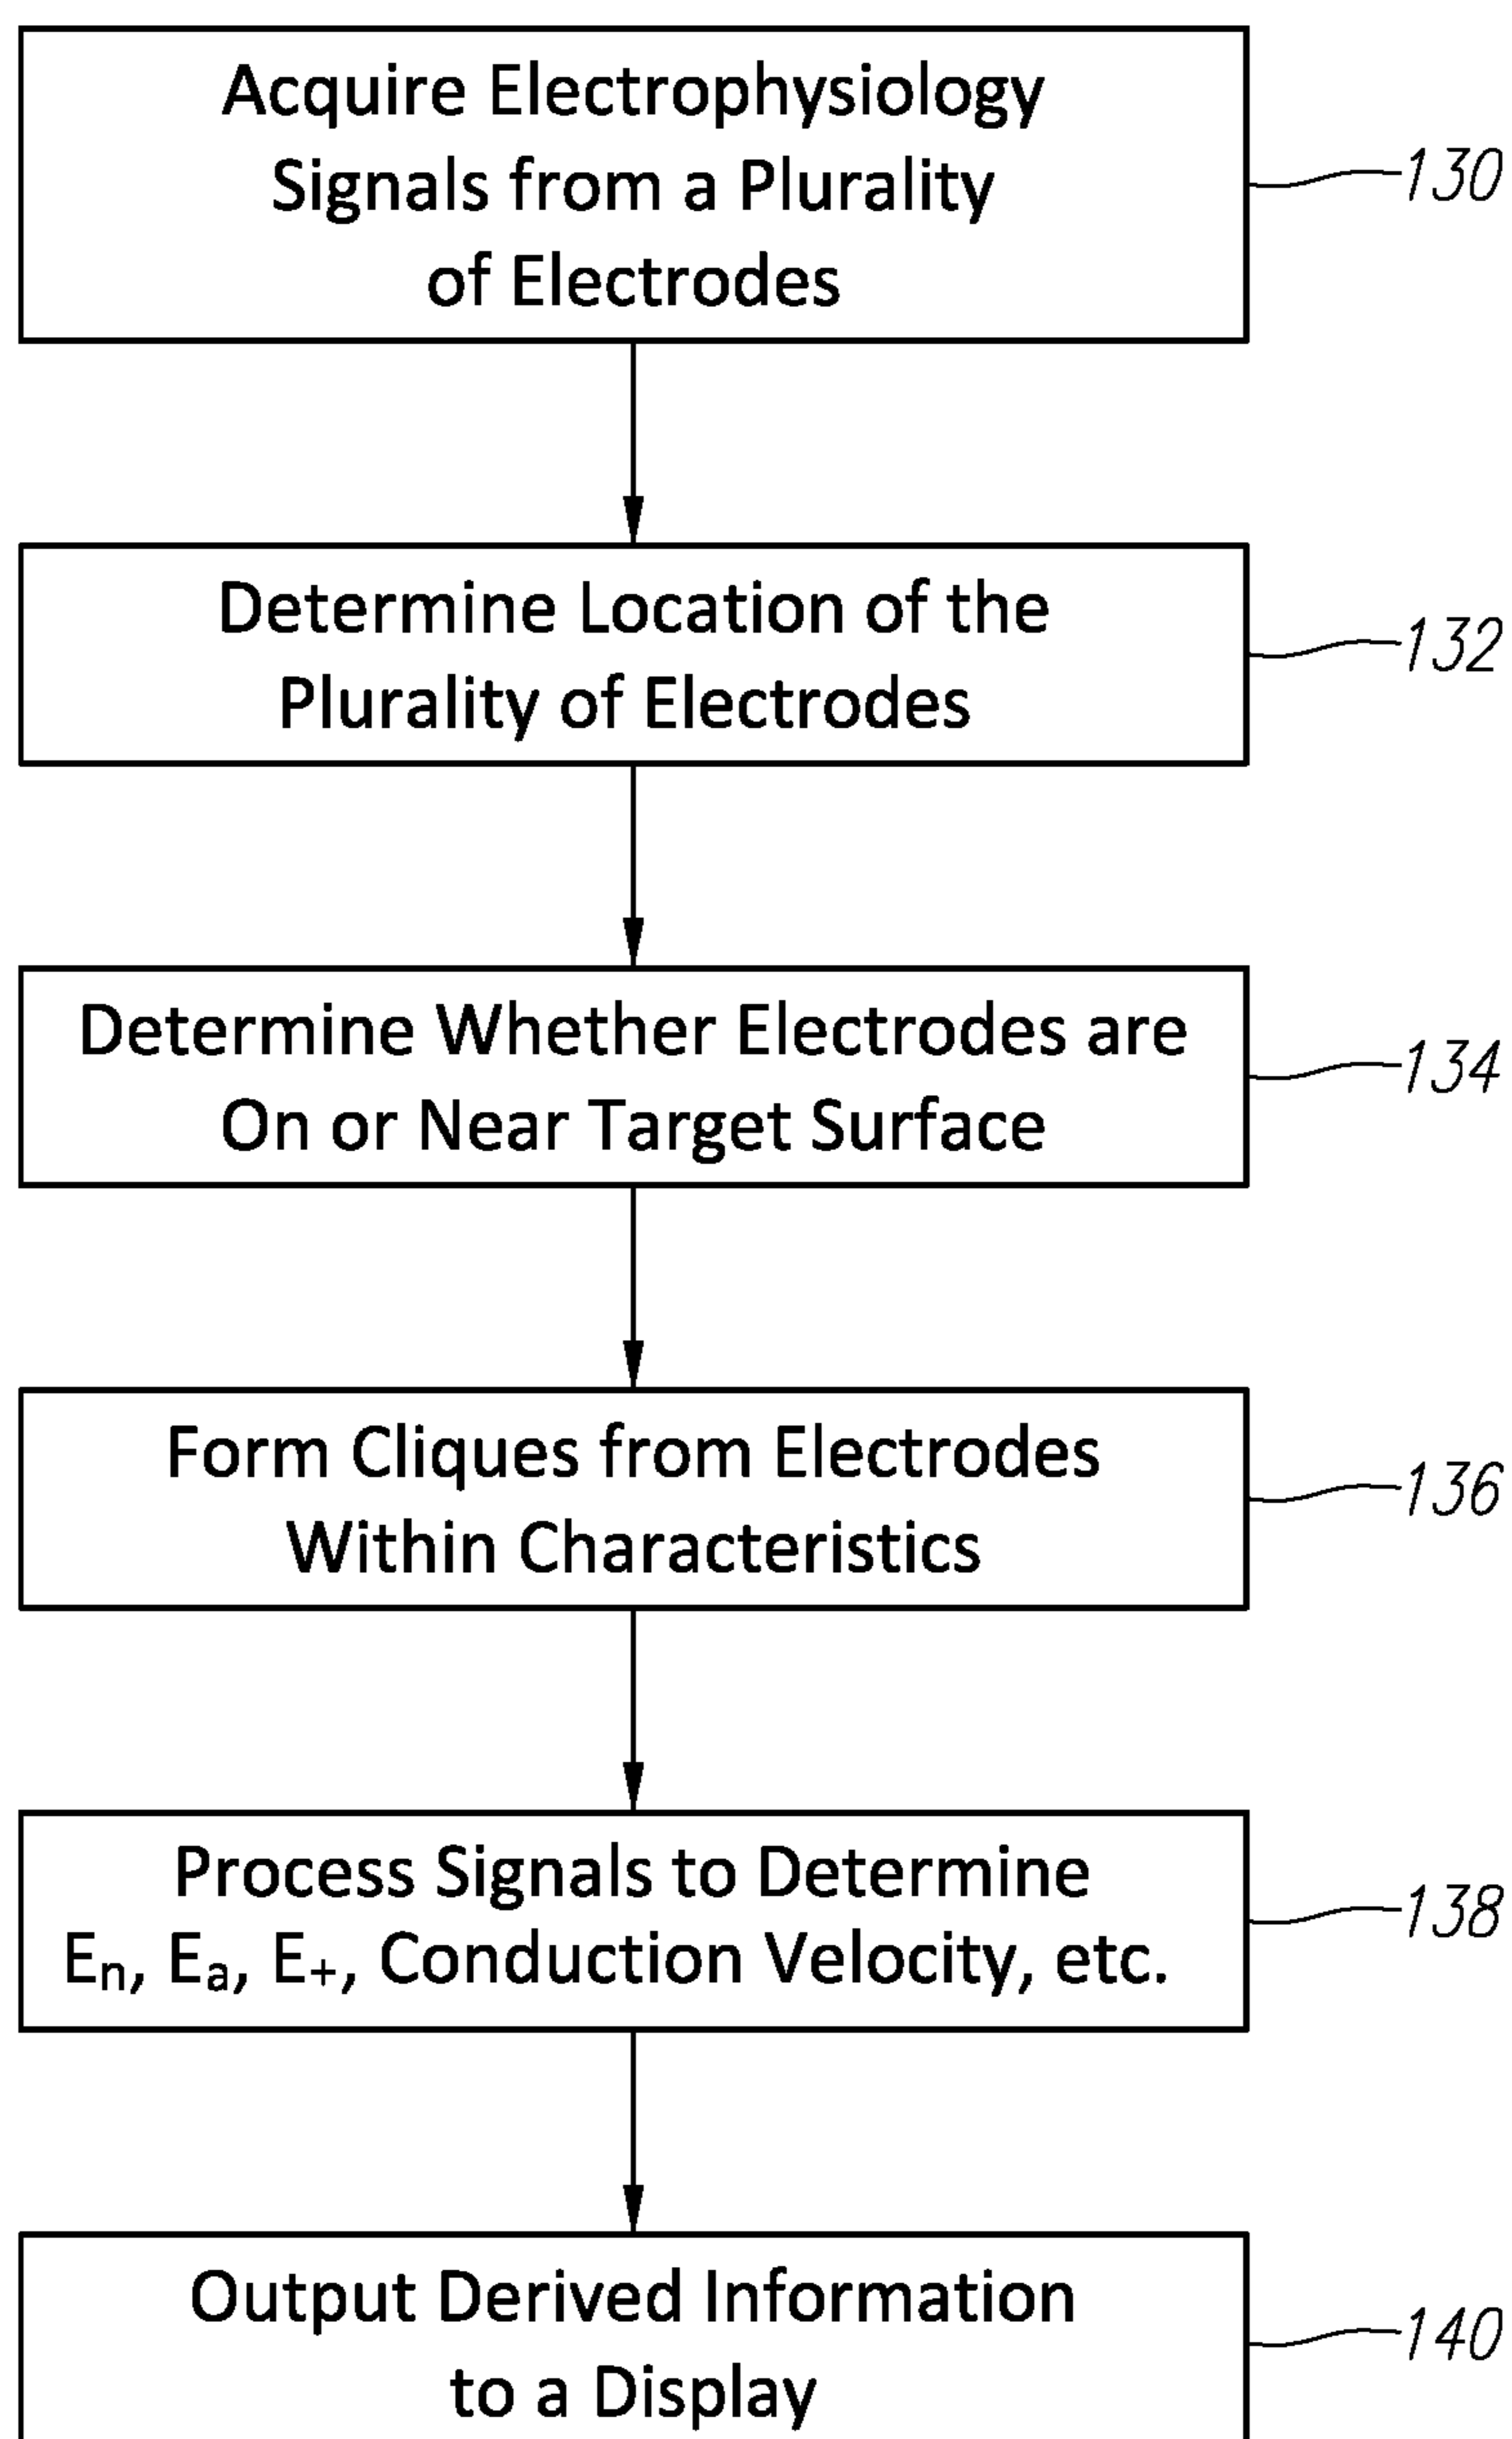 Acquire Electrophysiology
Signals from a Plurality
of Electrodes
130
Determine Location of the
Plurality of Electrodes
132
Determine Whether Electrodes are
On or Near Target Surface
134
Form Cliques from Electrodes
Within Characteristics
136
Process Signals to Determine
Eₙ, Eₐ, E₊, Conduction Velocity, etc.
138
Output Derived Information
to a Display
140